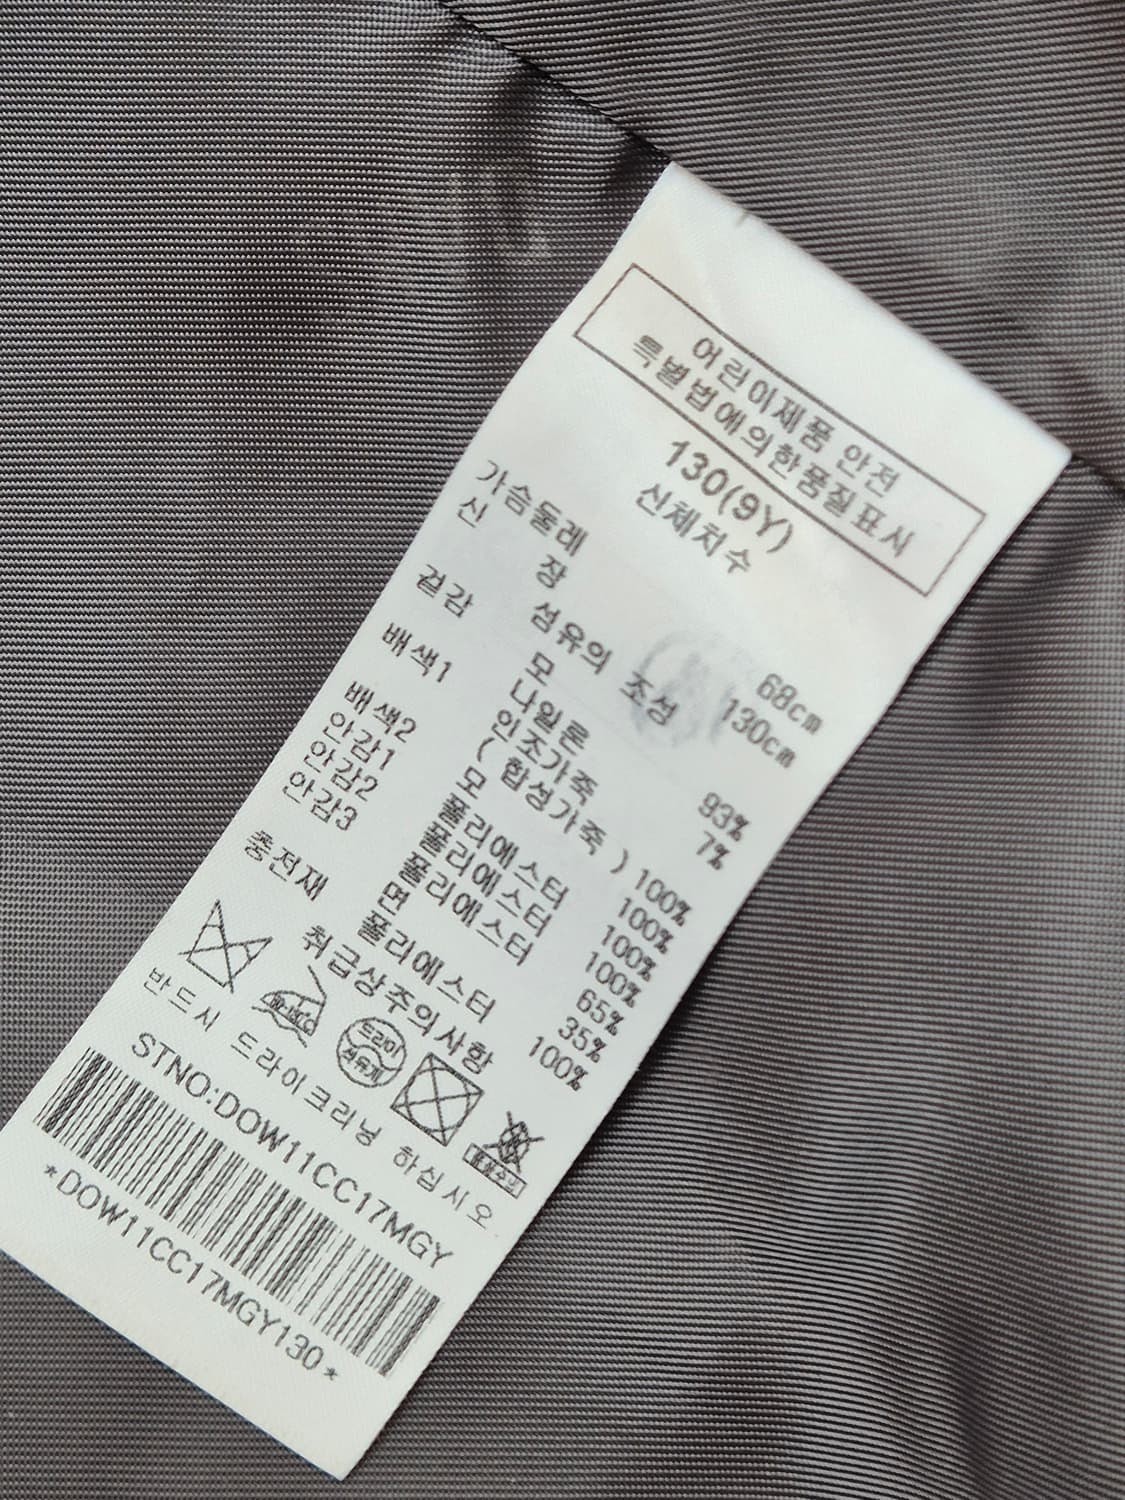 어린이제품 안전
특별법에의한품질표시
130(9Y)
신체치수
가슴둘레 68cm
신 장 130cm
섬유의 조성
겉감 모 93%
나일론 7%
배색1 인조가죽
( 합성가죽 ) 100%
배색2 모 100%
안감1 폴리에스터 100%
안감2 폴리에스터 100%
안감3 폴리에스터 65%
면 35%
충전재 폴리에스터 100%
취급상주의사항
드라이
석유계
반드시 드라이크리닝 하십시오
STNO:DOW11CC17MGY
*DOW11CC17MGY130*